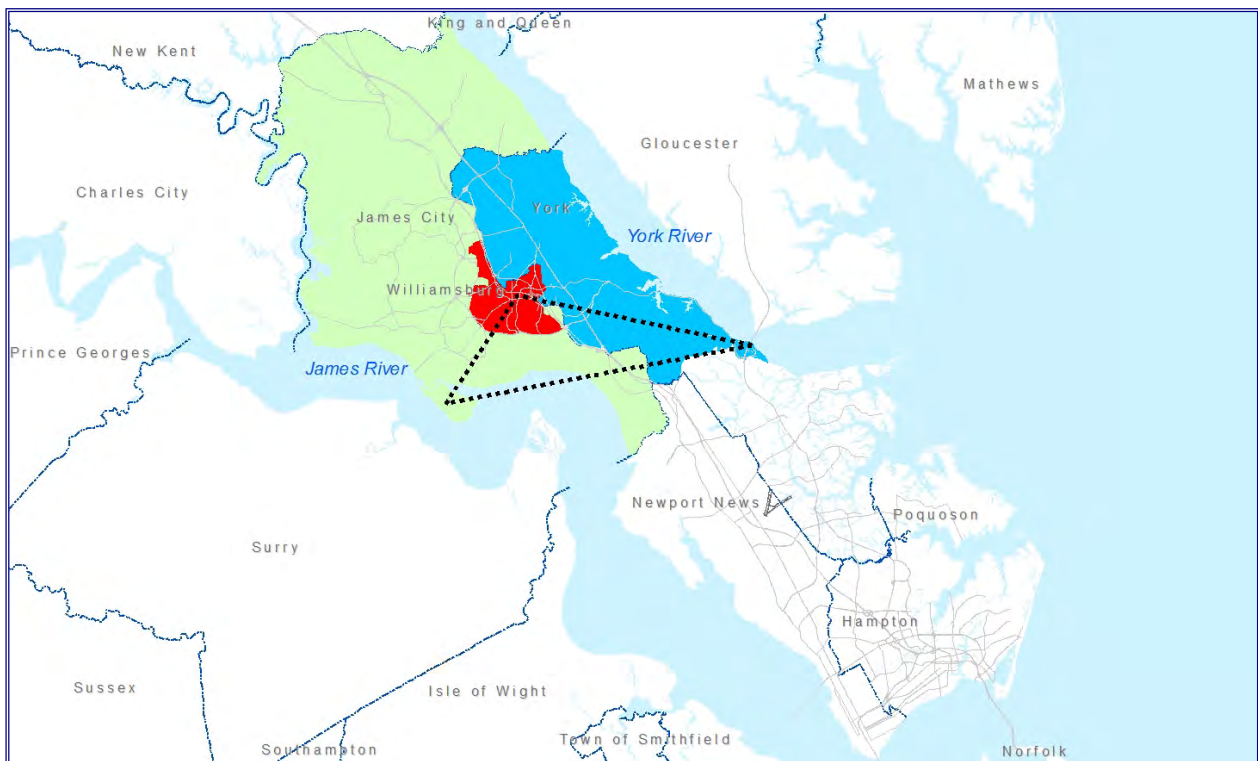 King and Queen
New Kent
Mathews
Gloucester
Charles City
James City
York
York River
Williamsburg
Prince Georges
James River
Newport News
Poquoson
Surry
Hampton
Sussex
Isle of Wight
Town of Smithfield
Southampton
Norfolk